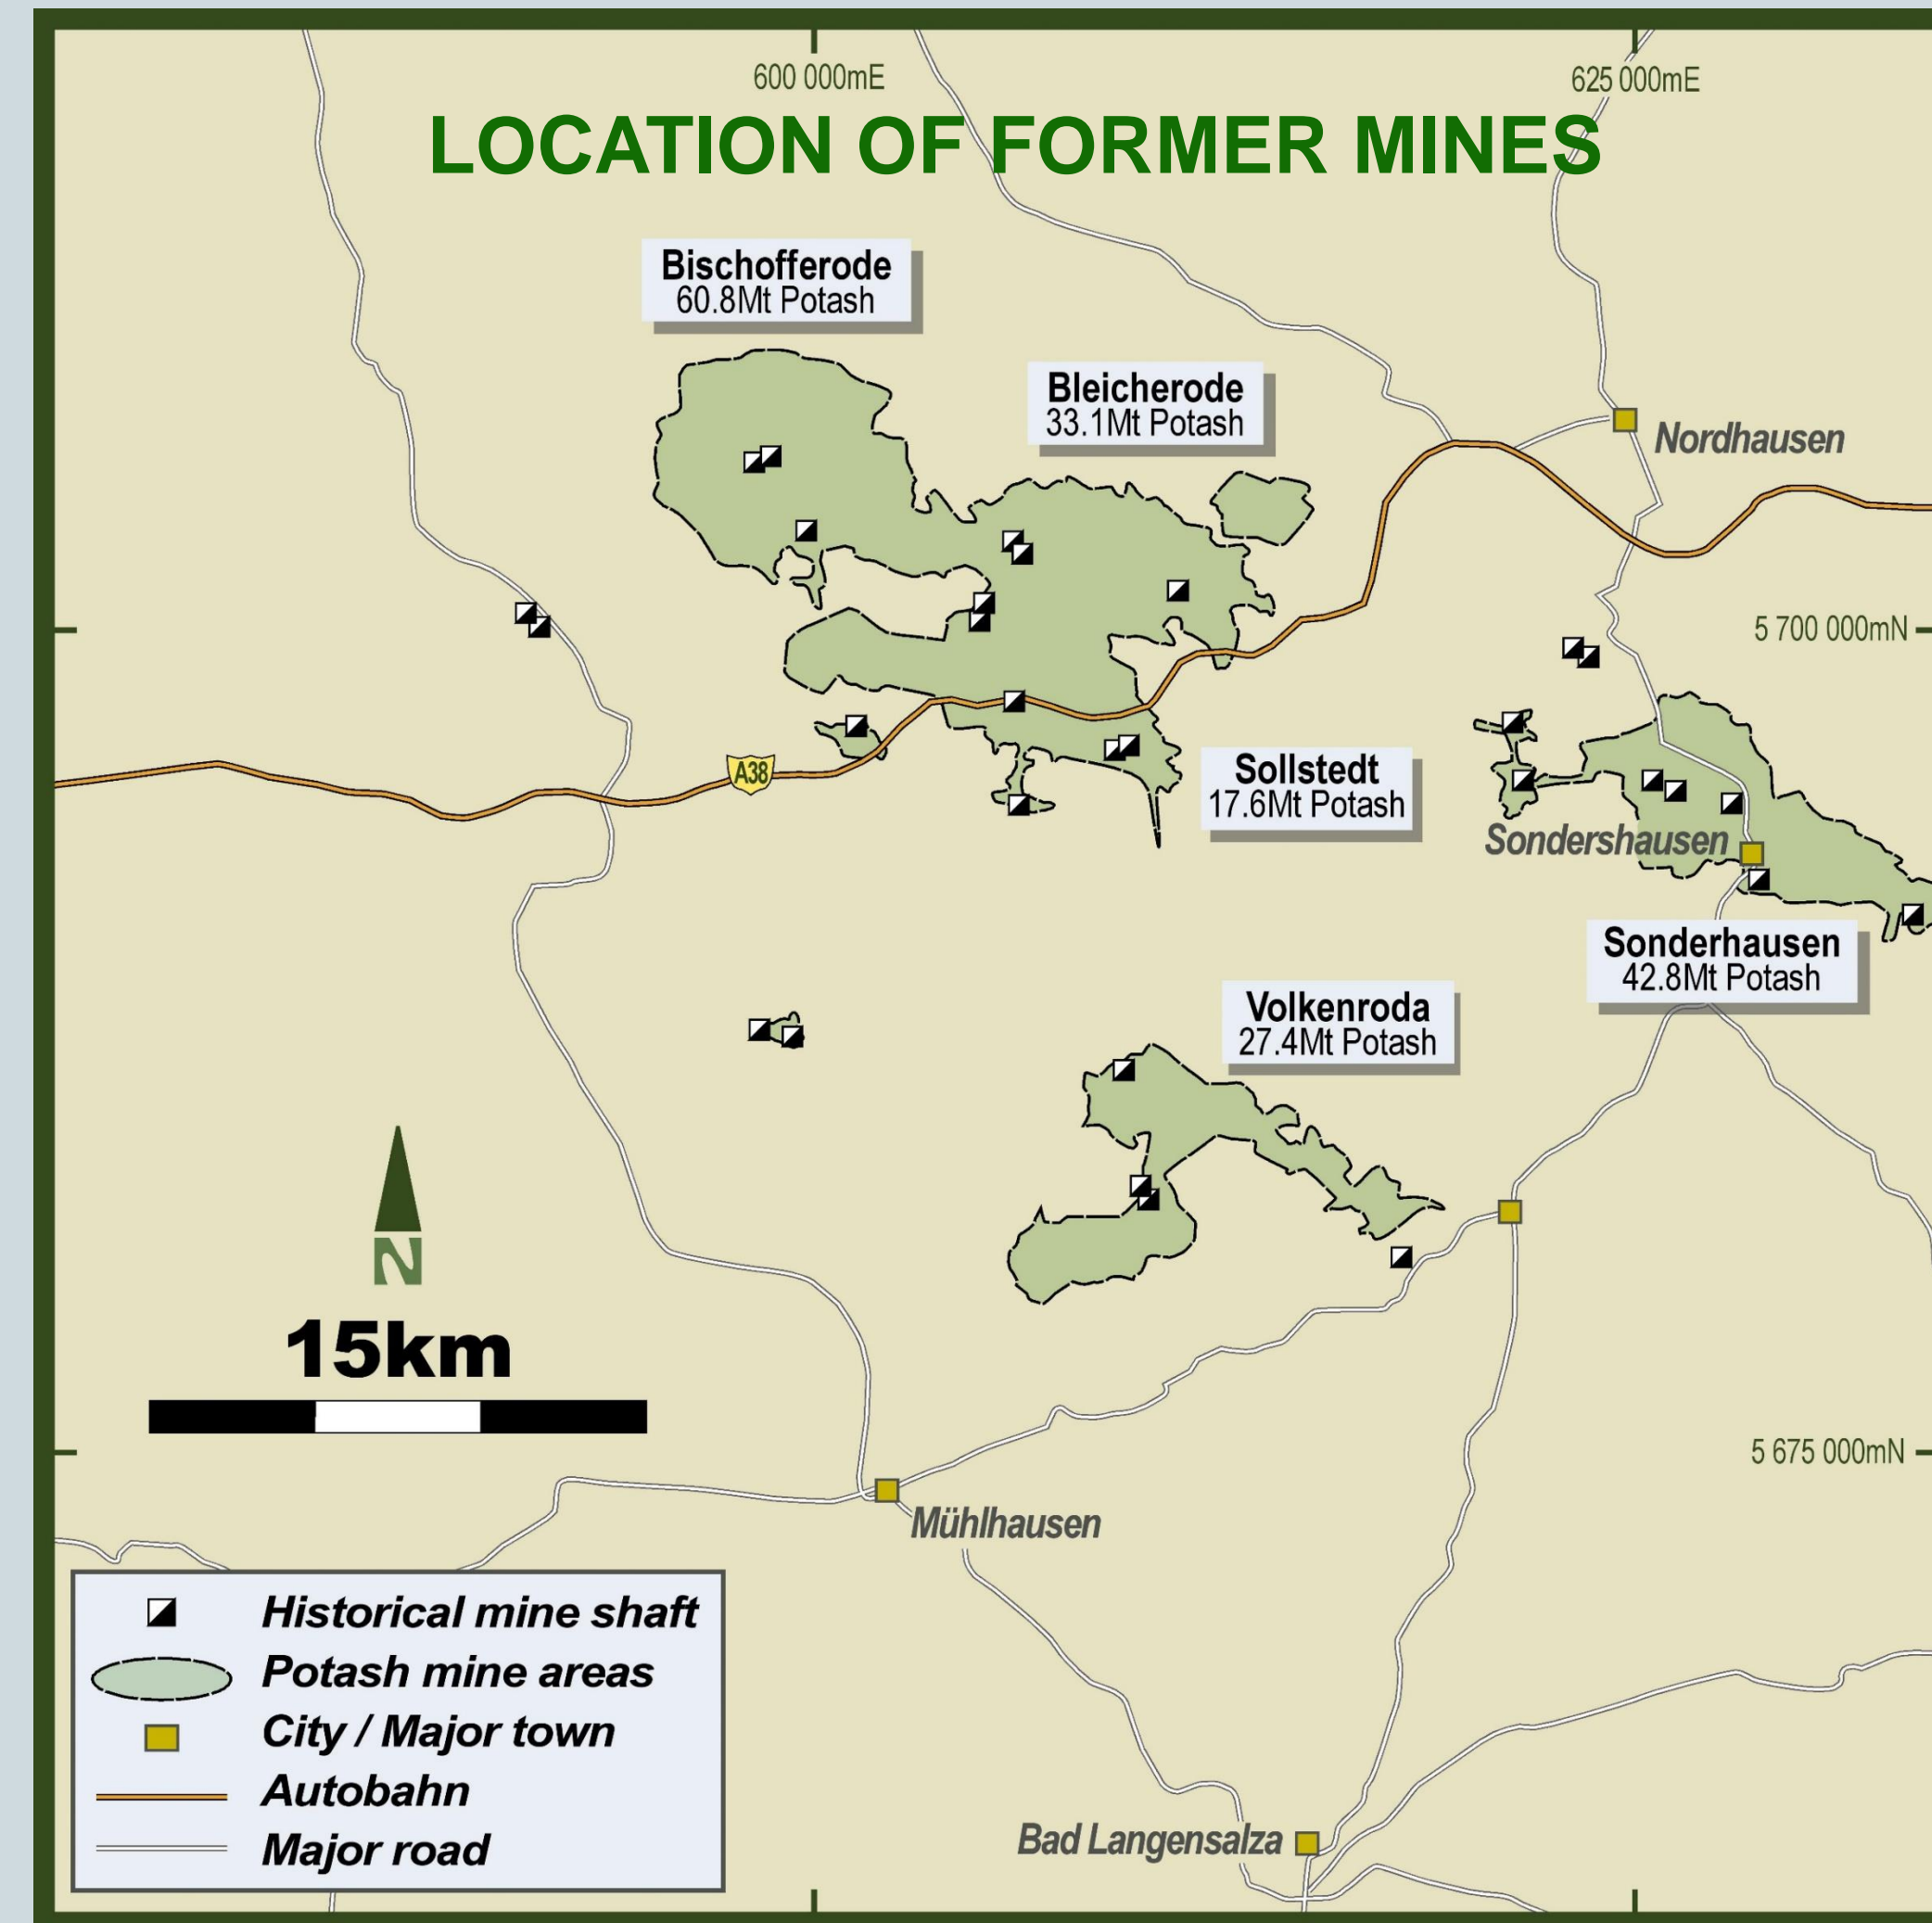 600 000mE
625 000mE
LOCATION OF FORMER MINES
Bischofferode
60.8Mt Potash
Bleicherode
33.1Mt Potash
Nordhausen
5 700 000mN
A38
Sollstedt
17.6Mt Potash
Sondershausen
Sonderhausen
42.8Mt Potash
Volkenroda
27.4Mt Potash
N
15km
5 675 000mN
Mühlhausen
Historical mine shaft
Potash mine areas
City / Major town
Autobahn
Major road
Bad Langensalza